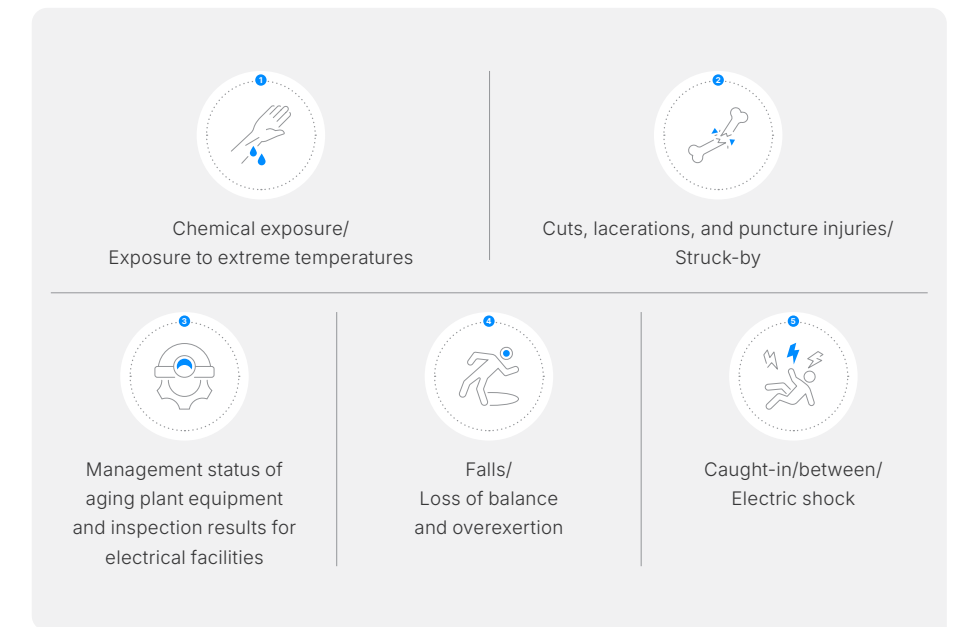 1
Chemical exposure/
Exposure to extreme temperatures
2
Cuts, lacerations, and puncture injuries/
Struck-by
3
Management status of
aging plant equipment
and inspection results for
electrical facilities
4
Falls/
Loss of balance
and overexertion
5
Caught-in/between/
Electric shock